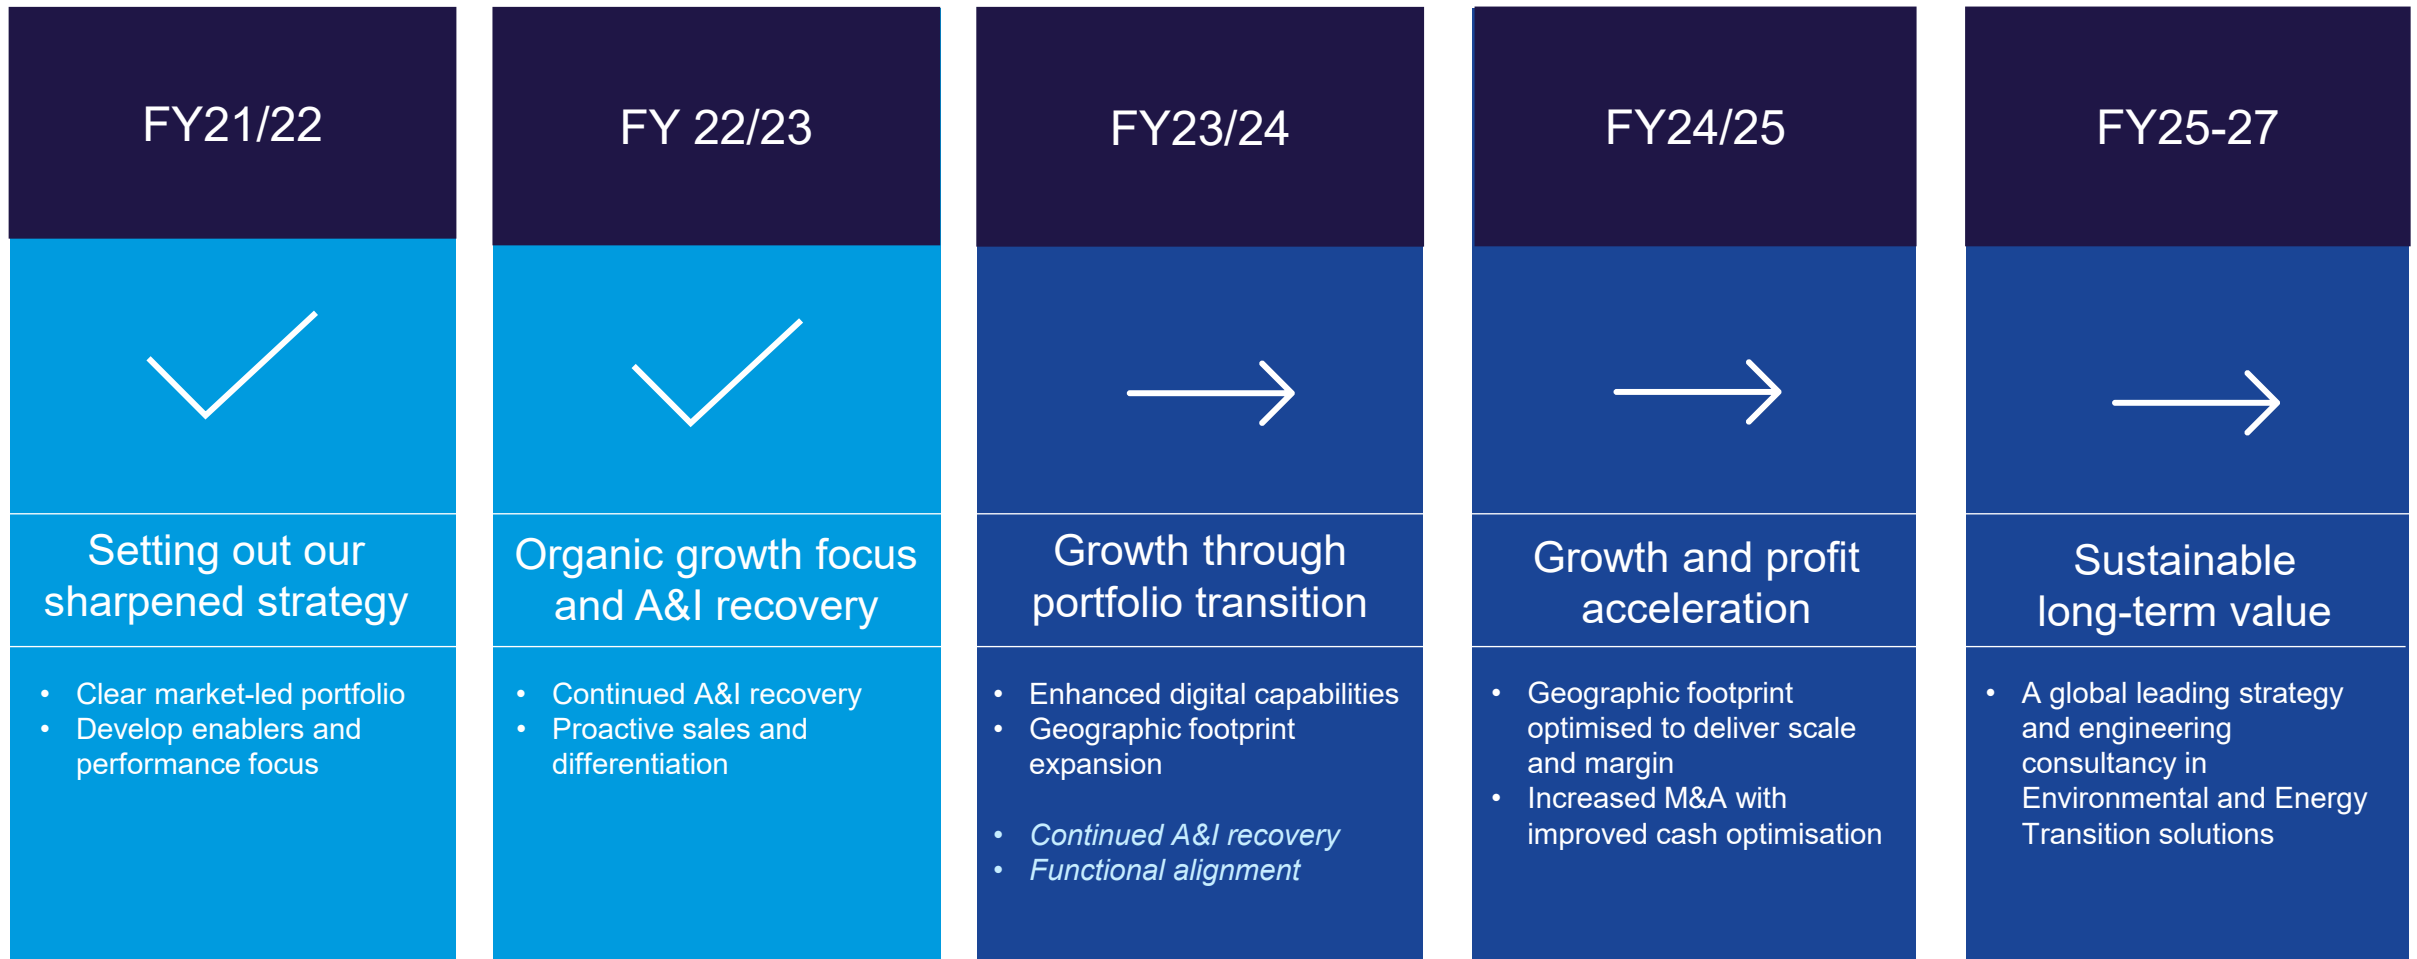 FY21/22
Setting out our
sharpened strategy
• Clear market-led portfolio
• Develop enablers and
performance focus
FY 22/23
Organic growth focus
and A&I recovery
• Continued A&I recovery
• Proactive sales and
differentiation
FY23/24
Growth through
portfolio transition
• Enhanced digital capabilities
• Geographic footprint
expansion
• Continued A&I recovery
• Functional alignment
FY24/25
Growth and profit
acceleration
• Geographic footprint
optimised to deliver scale
and margin
• Increased M&A with
improved cash optimisation
FY25-27
Sustainable
long-term value
• A global leading strategy
and engineering
consultancy in
Environmental and Energy
Transition solutions